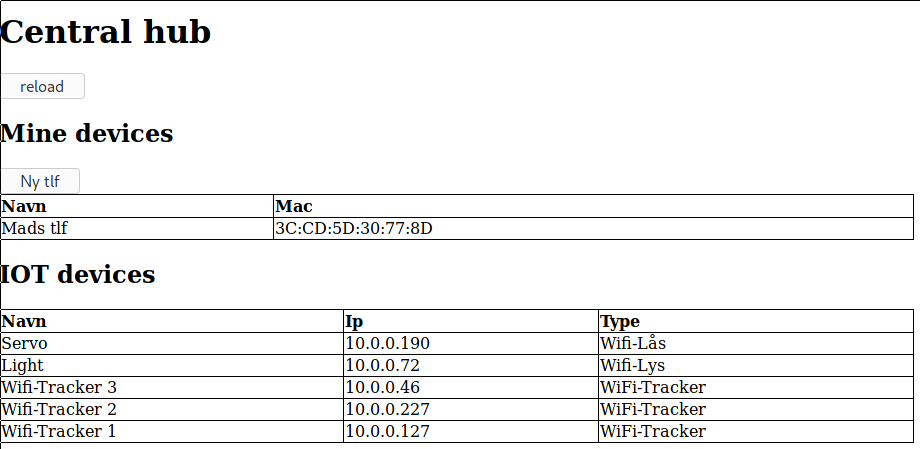 Central hub
reload
Mine devices
Ny tlf
Navn Mac
Mads tlf 3C:CD:5D:30:77:8D
IOT devices
Navn Ip Type
Servo 10.0.0.190 Wifi-Lås
Light 10.0.0.72 Wifi-Lys
Wifi-Tracker 3 10.0.0.46 WiFi-Tracker
Wifi-Tracker 2 10.0.0.227 WiFi-Tracker
Wifi-Tracker 1 10.0.0.127 WiFi-Tracker